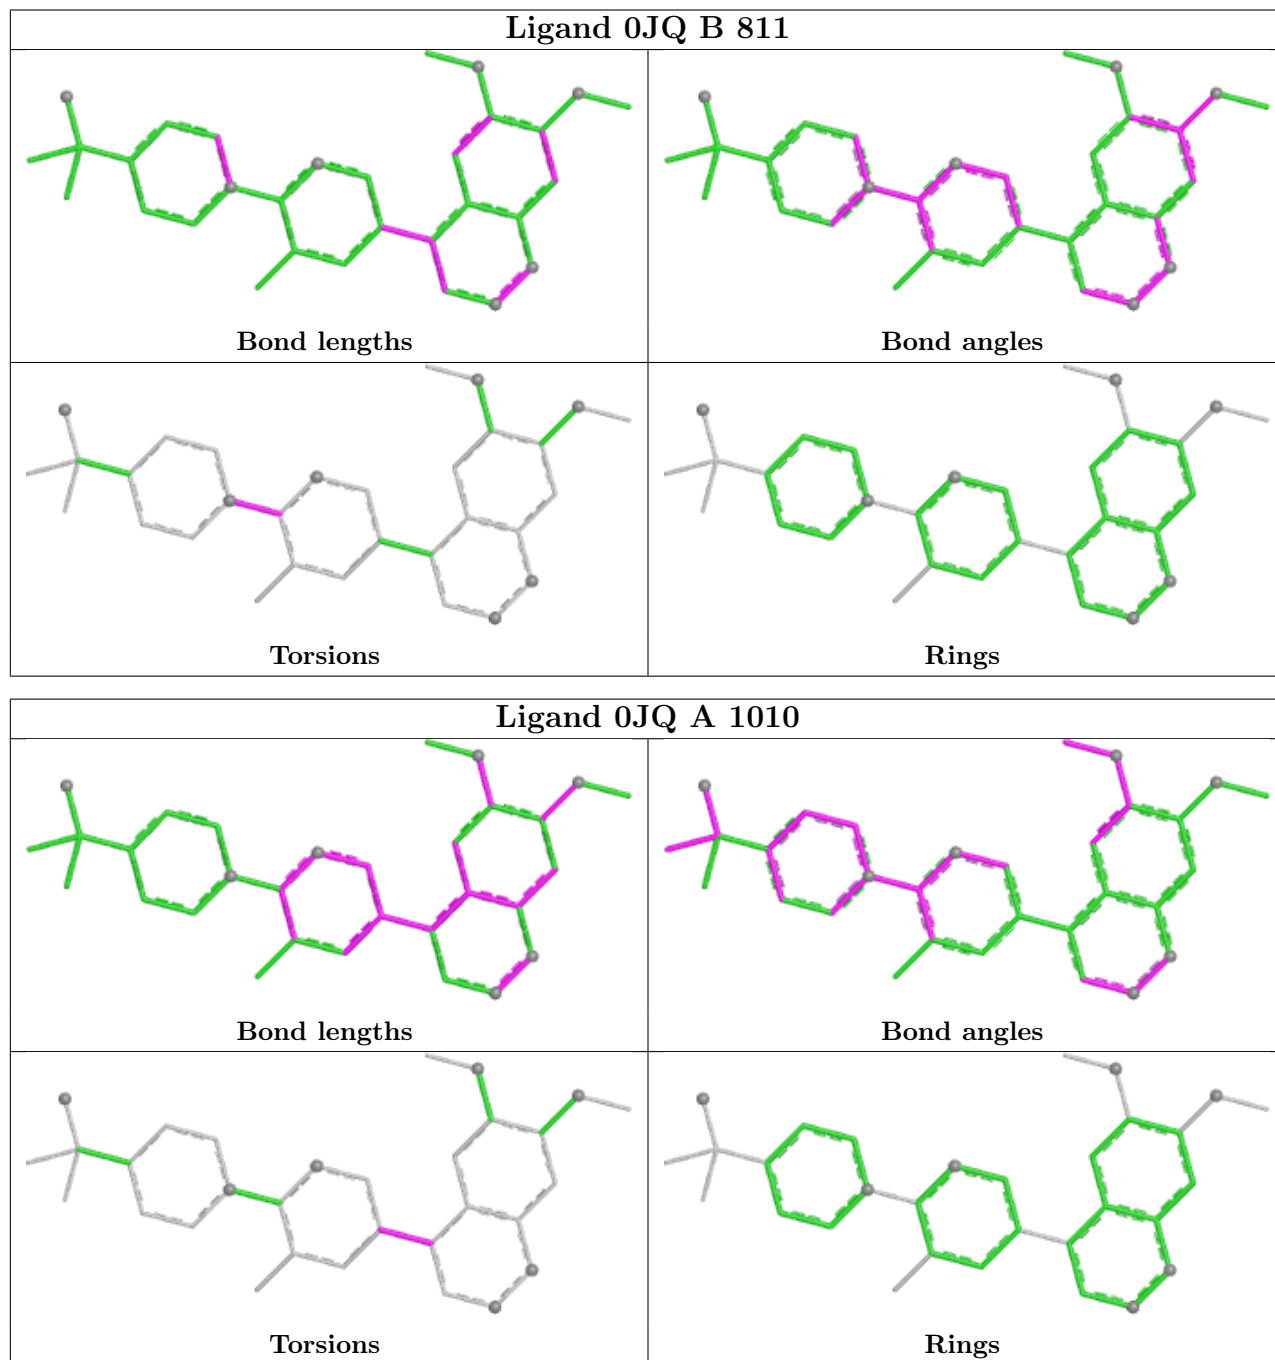 Ligand 0JQ B 811
Bond lengths
Bond angles
Torsions
Rings
Ligand 0JQ A 1010
Bond lengths
Bond angles
Torsions
Rings